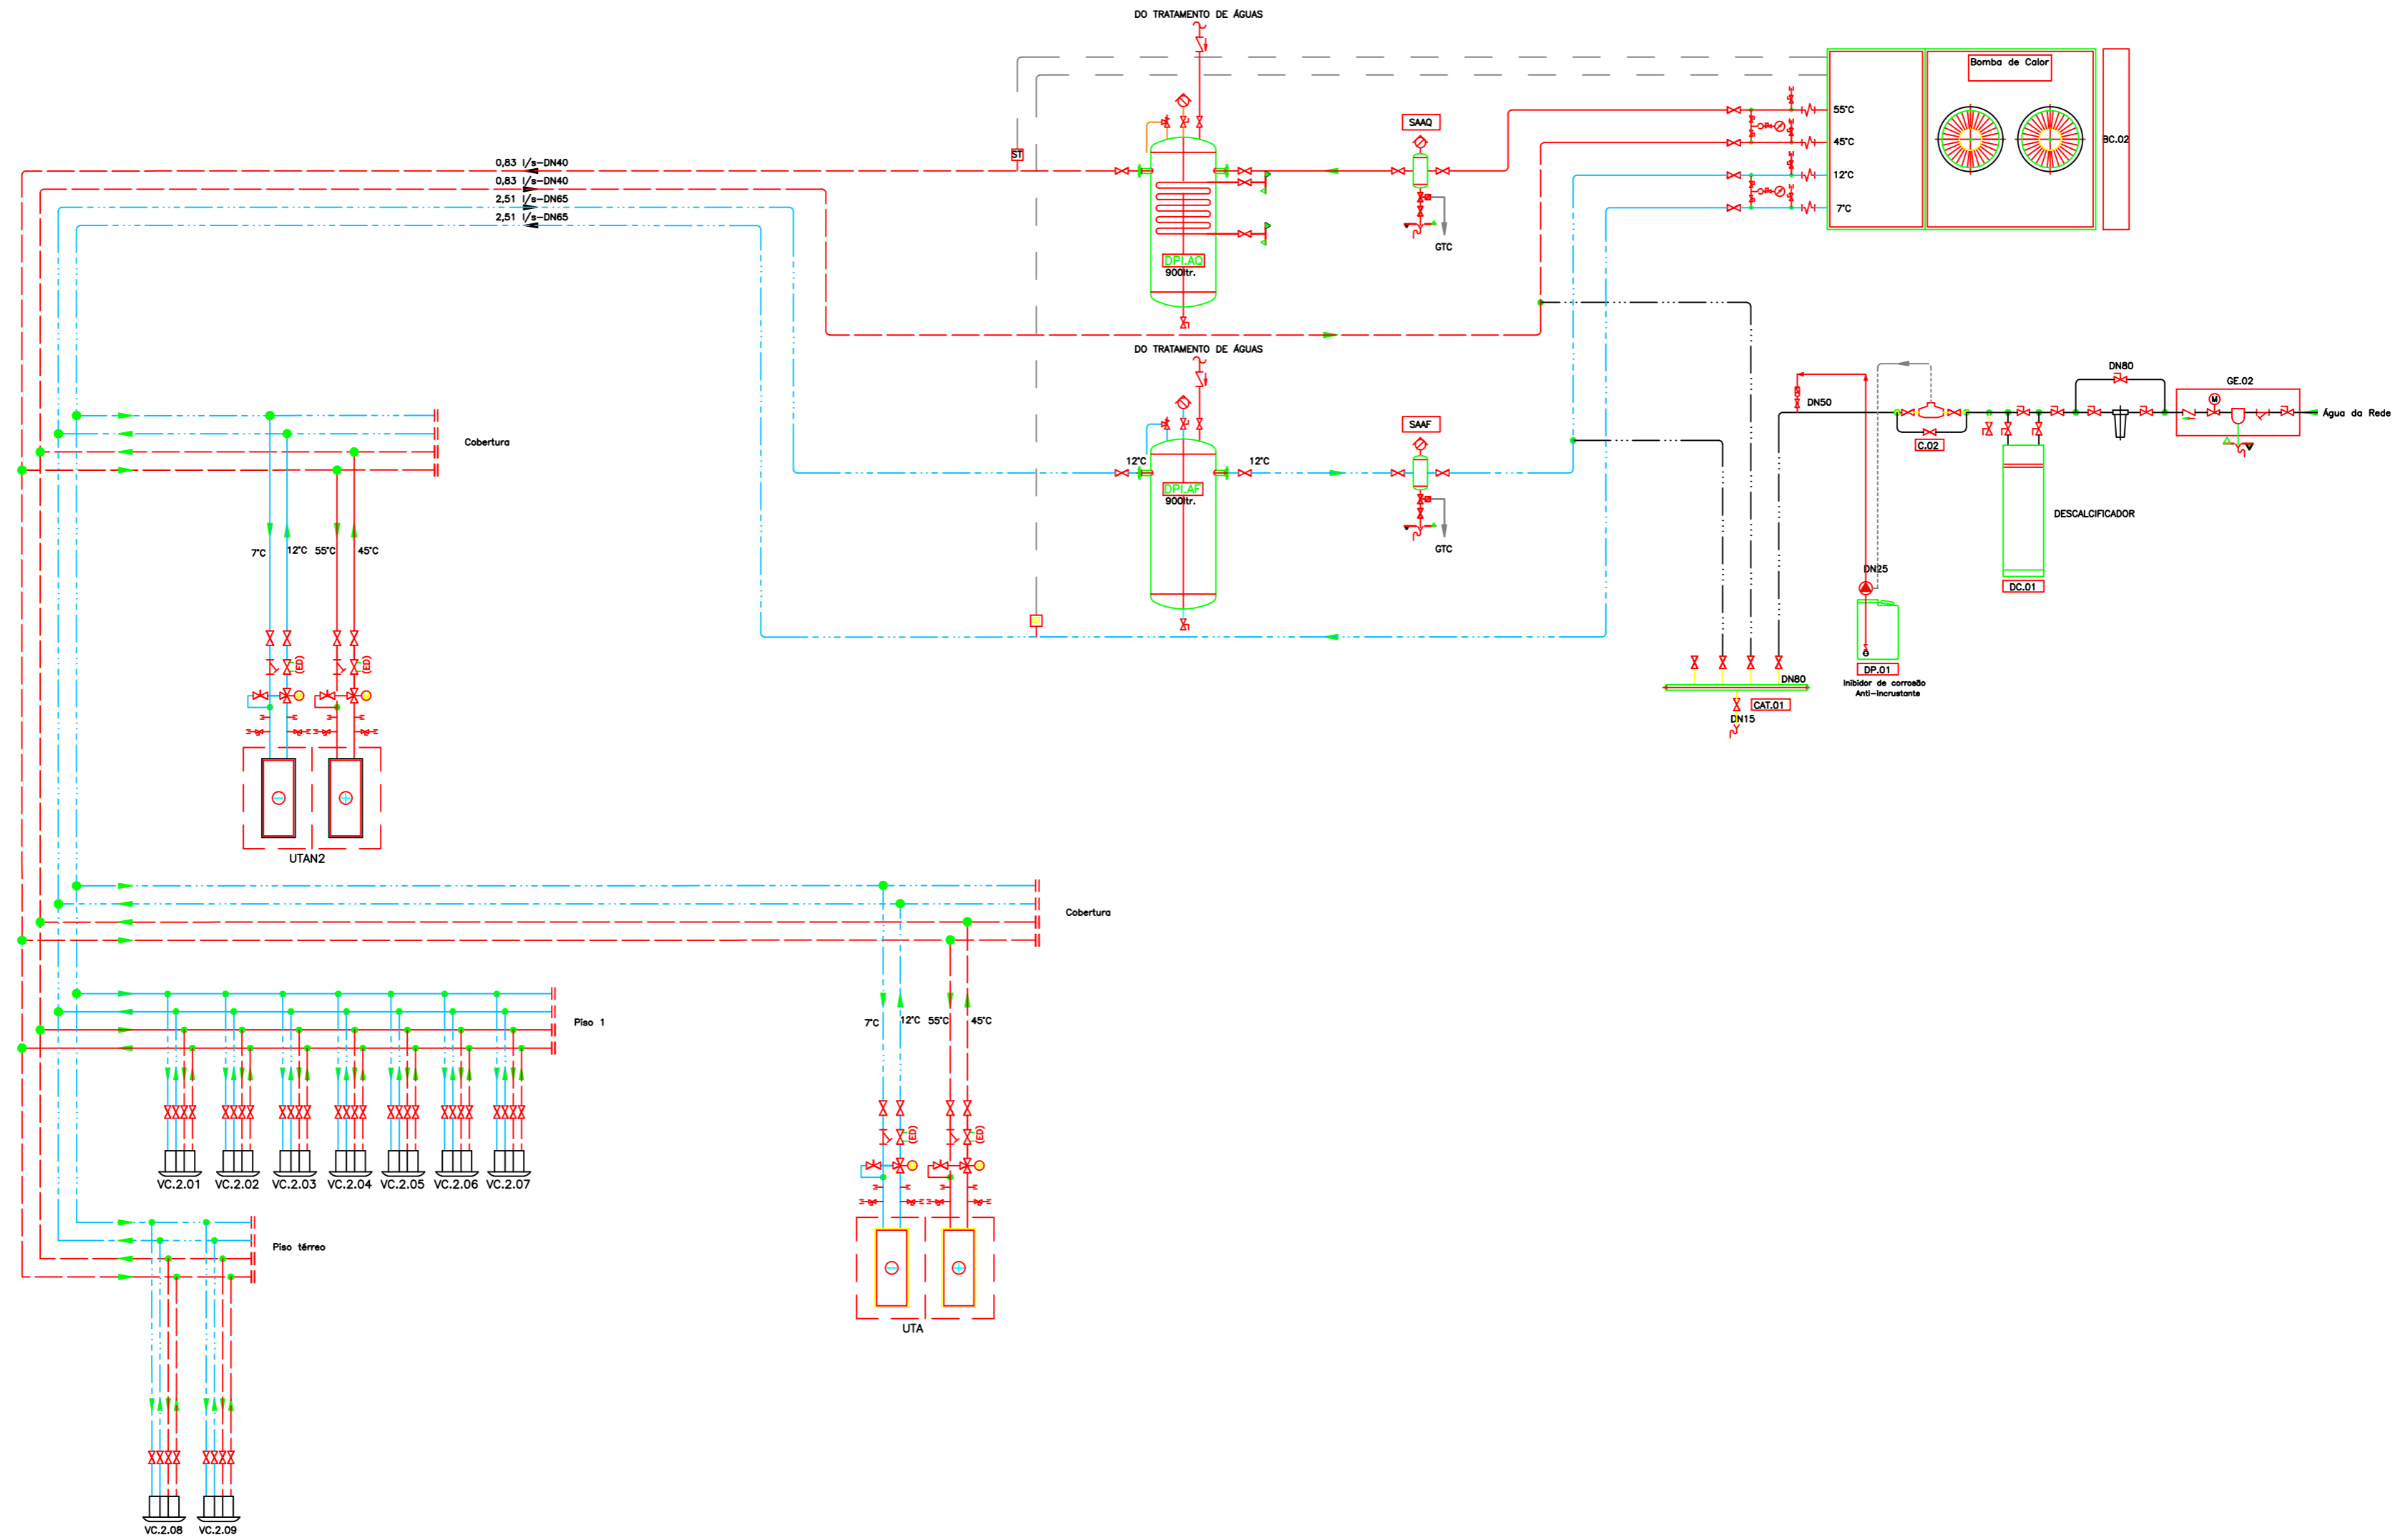 DO TRATAMENTO DE ÁGUAS
Bomba de Calor
55°C
SAAQ
BC.02
45°C
ST
0,83 l/s-DN40
12°C
0,83 l/s-DN40
2,51 l/s-DN65
7°C
2,51 l/s-DN65
GTC
DPI.AQ
900ltr.
DO TRATAMENTO DE ÁGUAS
DN80
GE.02
M
DN50
Água da Rede
SAAF
Cobertura
C.02
12°C
12°C
DPI.AF
900ltr.
DESCALCIFICADOR
7°C
12°C
55°C
45°C
GTC
DN25
DC.01
(ED)
(ED)
DP.01
DN80
Inibidor de corrosão
Anti-incrustante
CAT.01
DN15
UTAN2
Cobertura
Piso 1
7°C
12°C
55°C
45°C
(ED)
(ED)
VC.2.01
VC.2.02
VC.2.03
VC.2.04
VC.2.05
VC.2.06
VC.2.07
Piso térreo
UTA
VC.2.08
VC.2.09